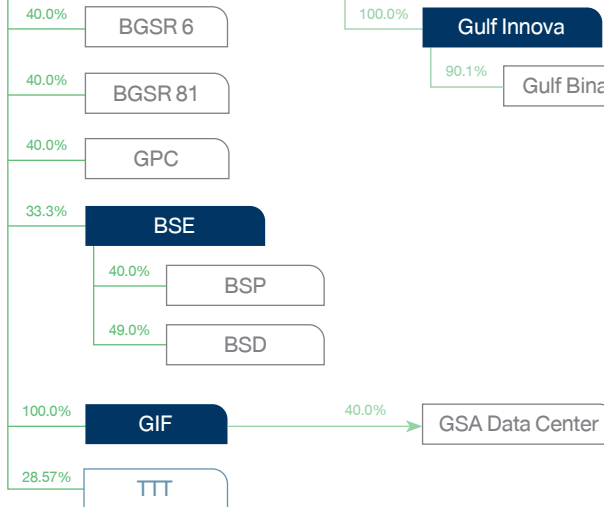 40.0%
BGSR 6
100.0%
Gulf Innova
90.1%
Gulf Bina
40.0%
BGSR 81
40.0%
GPC
33.3%
BSE
40.0%
BSP
49.0%
BSD
100.0%
GIF
40.0%
GSA Data Center
28.57%
TTT